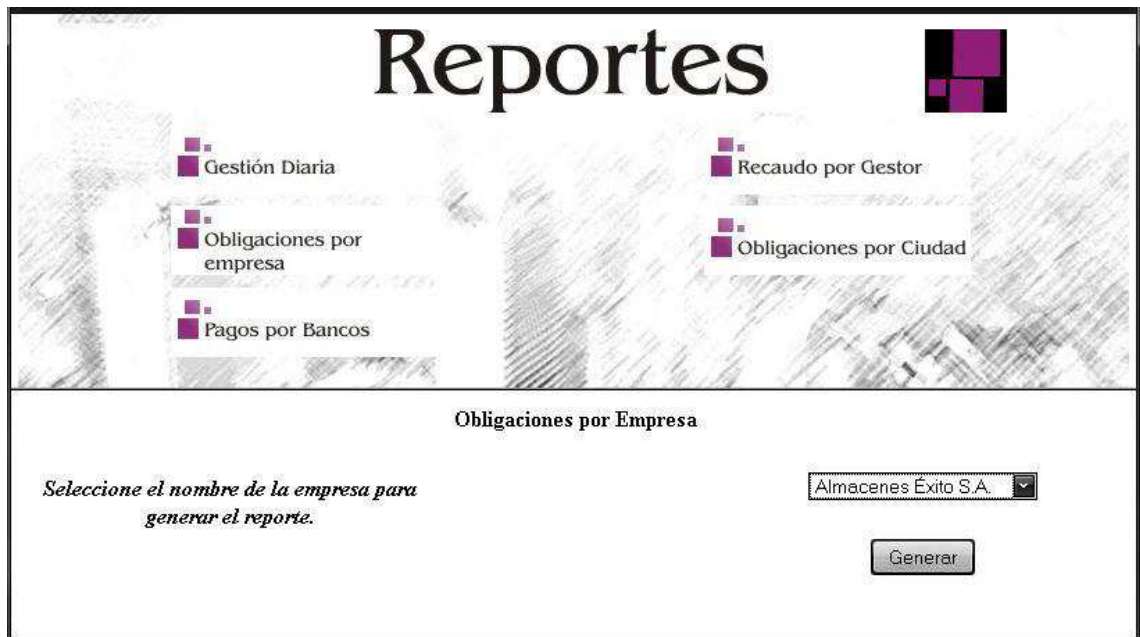 Reportes
Gestión Diaria
Recaudo por Gestor
Obligaciones por
empresa
Obligaciones por Ciudad
Pagos por Bancos
Obligaciones por Empresa
Seleccione el nombre de la empresa para
generar el reporte.
Almacenes Éxito S.A.
Generar